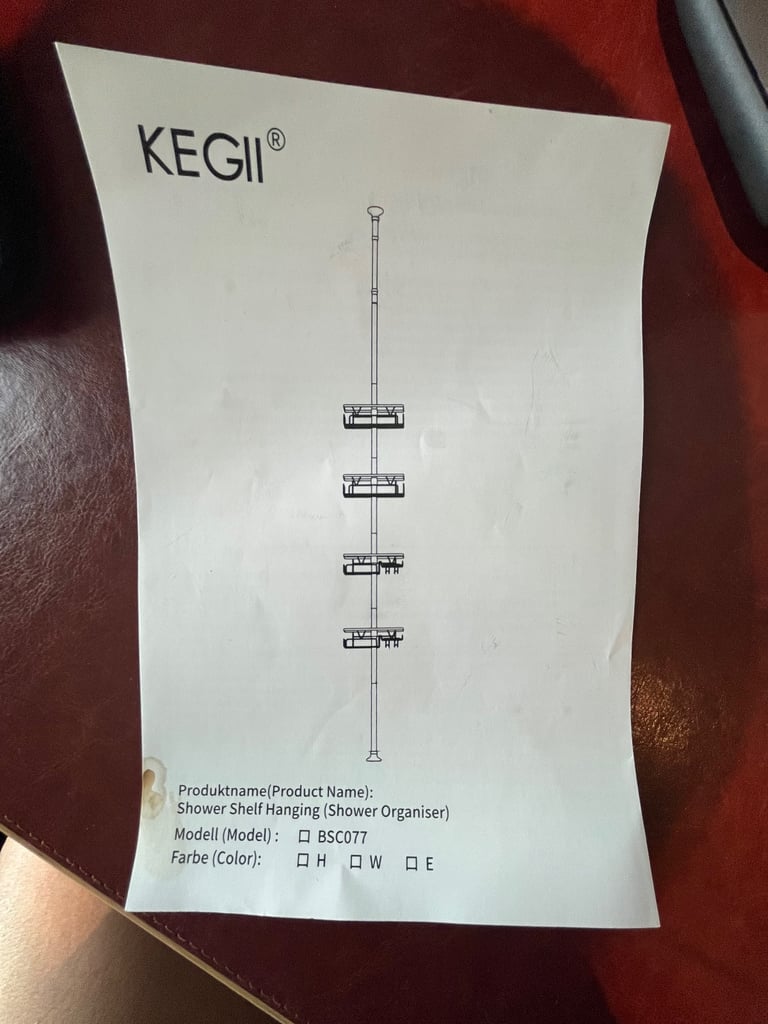 KEGII®
Produktname(Product Name):
Shower Shelf Hanging (Shower Organiser)
Modell (Model) : □ BSC077
Farbe (Color): □ H □ W □ E